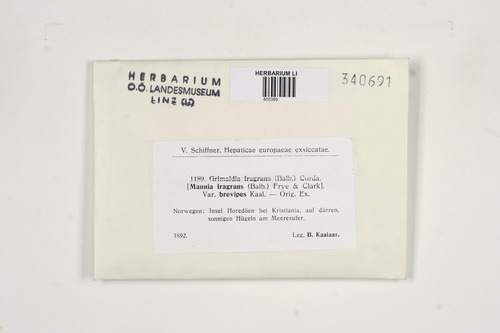 HERBARIUM
O.Ö. LANDESMUSEUM
LINZ (LI)
HERBARIUM LI
340691
V. Schiffner, Hepaticae europaeae exsiccatae.
1189. Grimaldia fragrans (Balb.) Corda.
[Mannia fragrans (Balb.) Frye & Clark].
Var. brevipes Kaal. — Orig. Ex.
Norwegen: Insel Horedöen bei Kristiania, auf dürren,
sonnigen Hügeln am Meeresufer.
1892. Leg. B. Kaalaas.